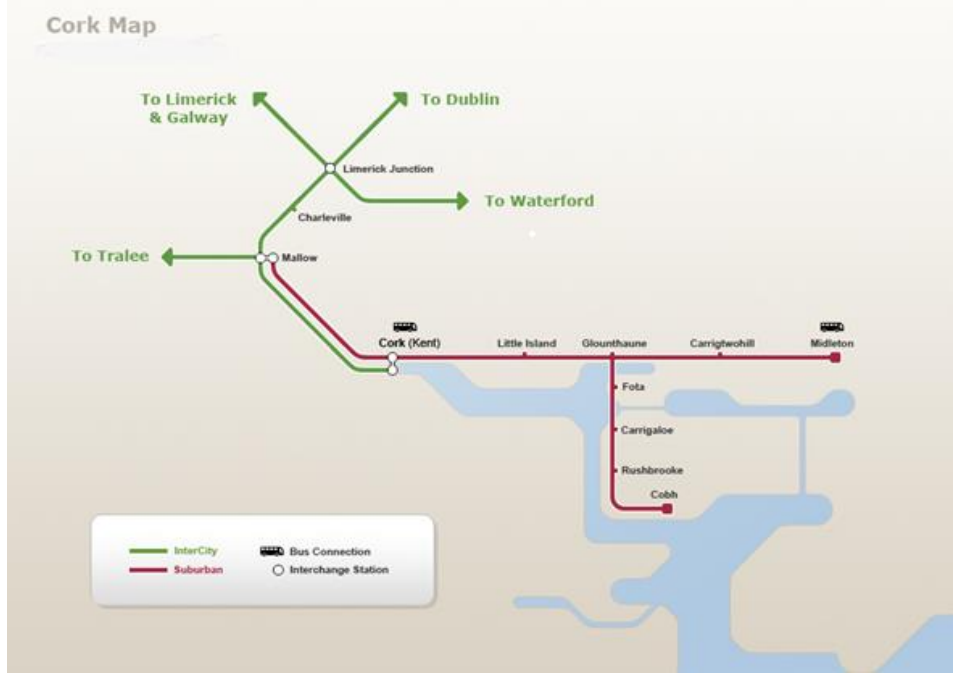 Cork Map
To Limerick
& Galway
To Dublin
Limerick Junction
To Waterford
Charleville
To Tralee
Mallow
Cork (Kent)
Little Island
Glounthaune
Carrigtwohill
Midleton
Fota
Carrigaloe
Rushbrooke
Cobh
InterCity
Bus Connection
Suburban
Interchange Station